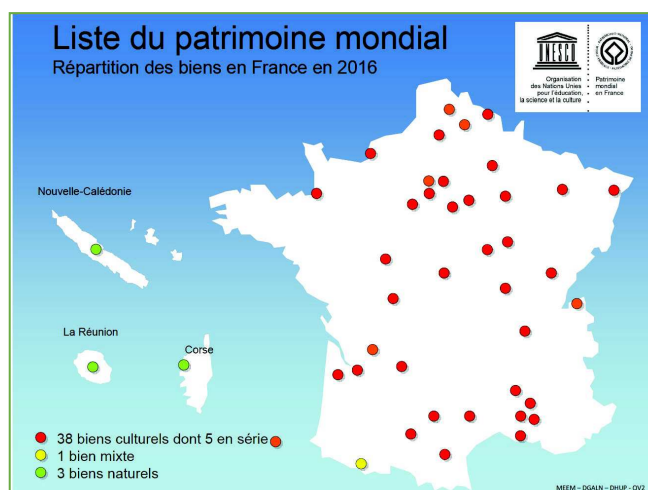 Liste du patrimoine mondial
Répartition des biens en France en 2016
UNESCO
Organisation
des Nations Unies
pour l'éducation,
la science et la culture
Patrimoine
mondial
en France
Nouvelle-Calédonie
La Réunion
Corse
38 biens culturels dont 5 en série
1 bien mixte
3 biens naturels
MEEM – DGALN – DHUP - QV2